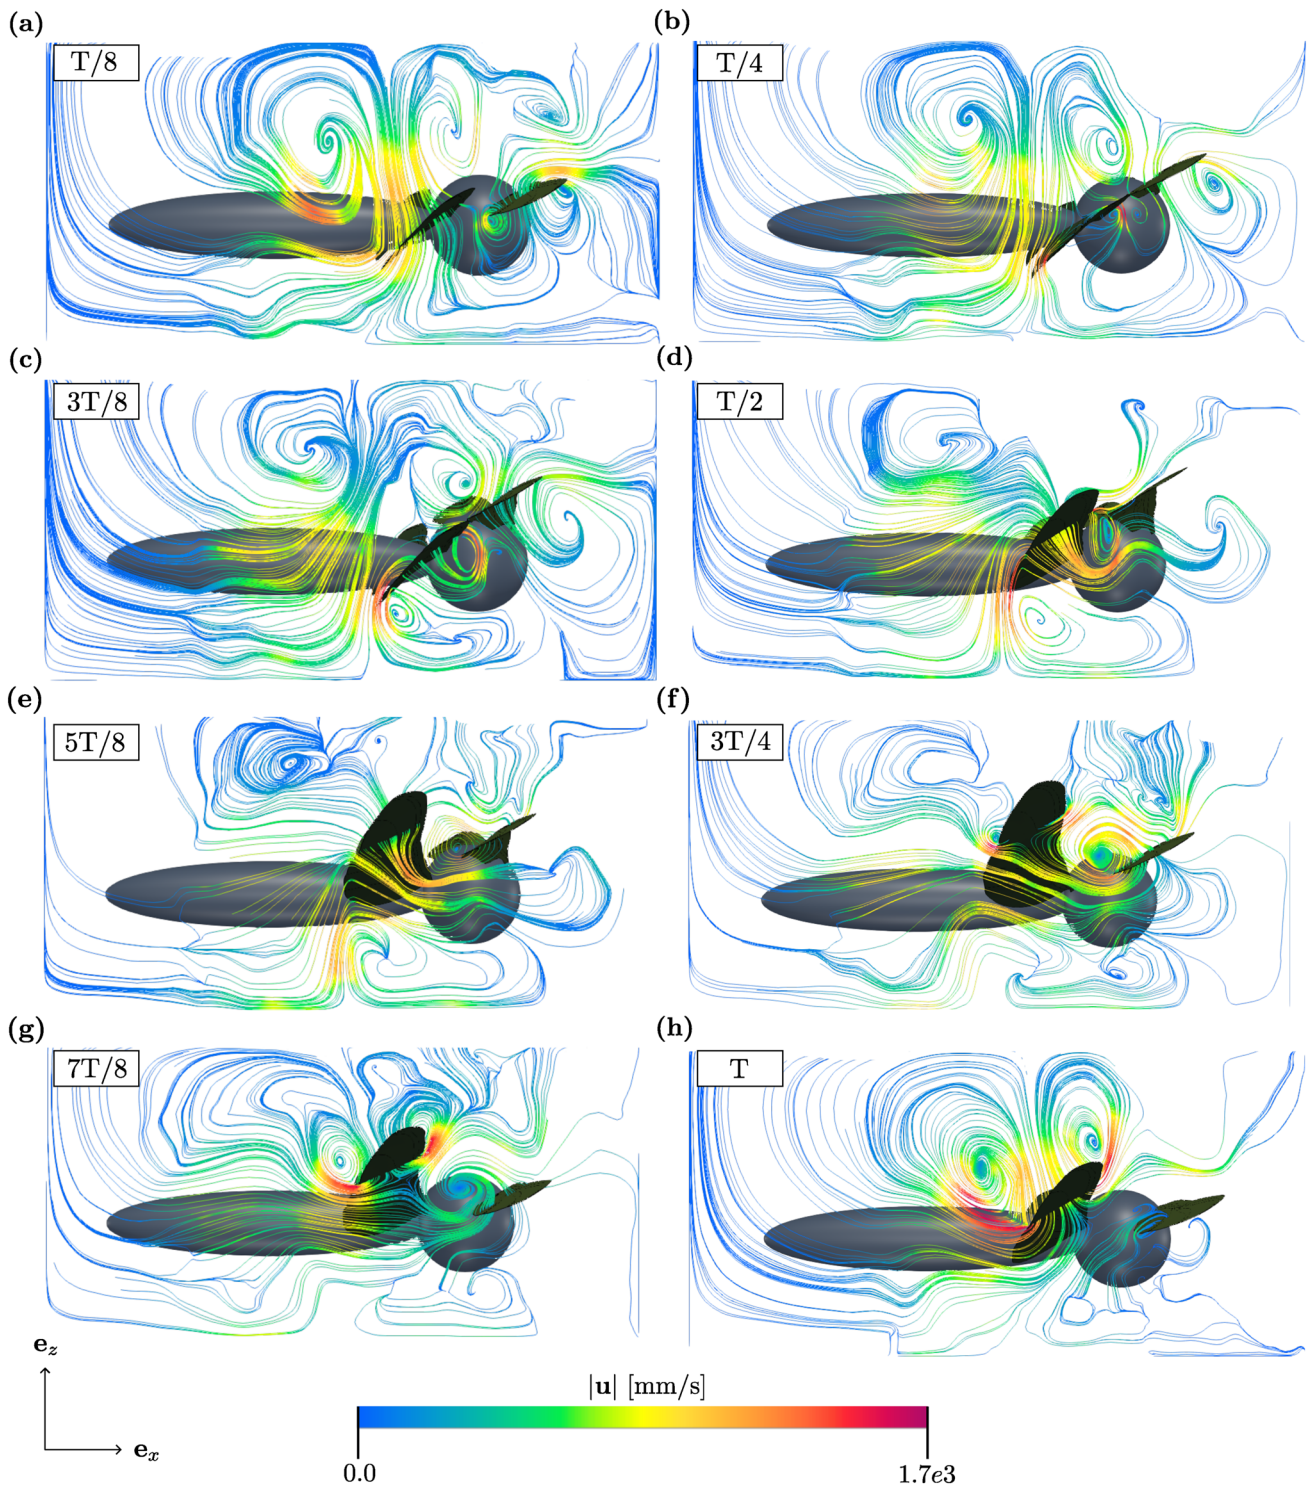 (a)
(b)
T/8
T/4
(c)
(d)
3T/8
T/2
(e)
(f)
5T/8
3T/4
(g)
(h)
7T/8
T
e_z
e_x
|u| [mm/s]
0.0
1.7e3